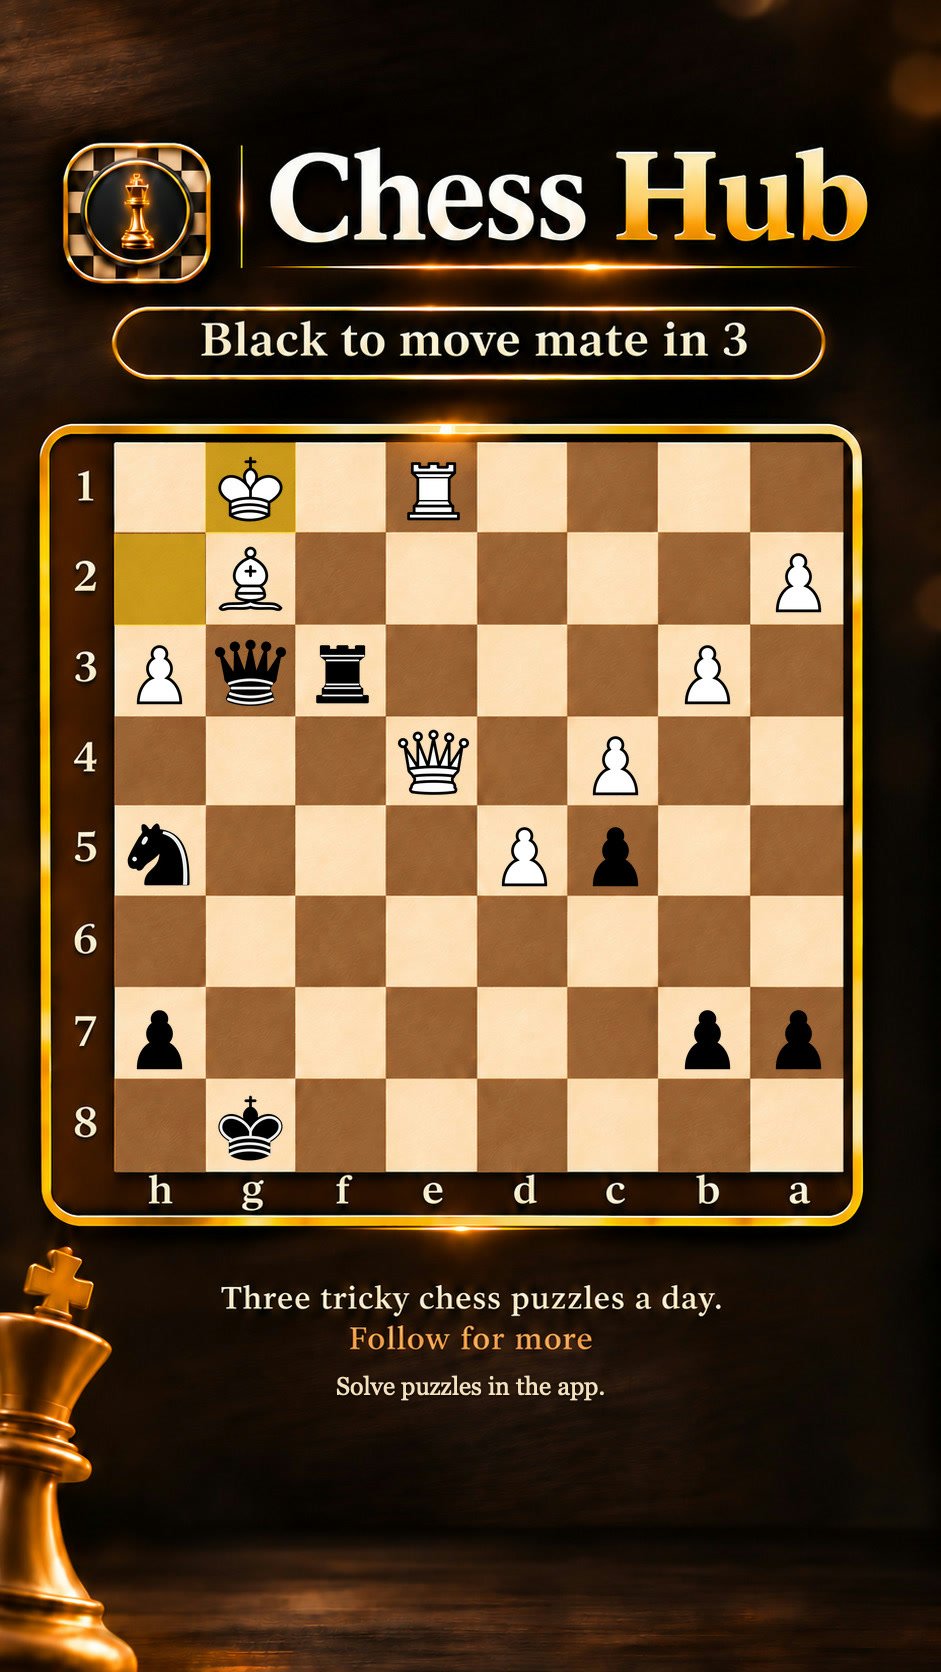 Chess Hub
Black to move mate in 3
1
2
3
4
5
6
7
8
h g f e d c b a
Three tricky chess puzzles a day.
Follow for more
Solve puzzles in the app.